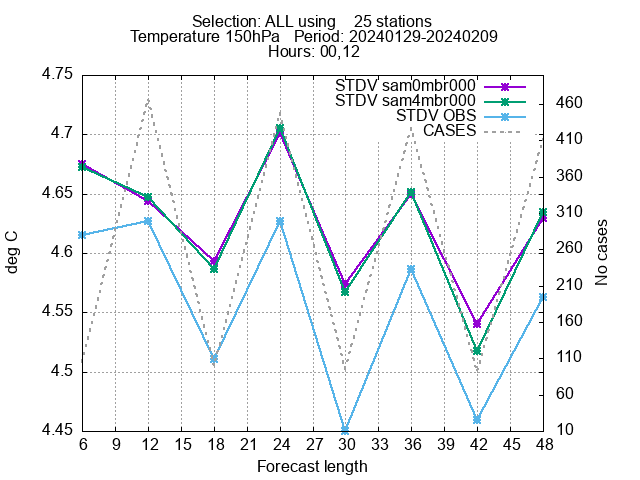 Selection: ALL using    25 stations
Temperature 150hPa   Period: 20240129-20240209
Hours: 00,12
STDV sam0mbr000
STDV sam4mbr000
STDV OBS
CASES
4.75
4.7
4.65
4.6
4.55
4.5
4.45
deg C
460
410
360
310
260
210
160
110
60
10
No cases
6 9 12 15 18 21 24 27 30 33 36 39 42 45 48
Forecast length